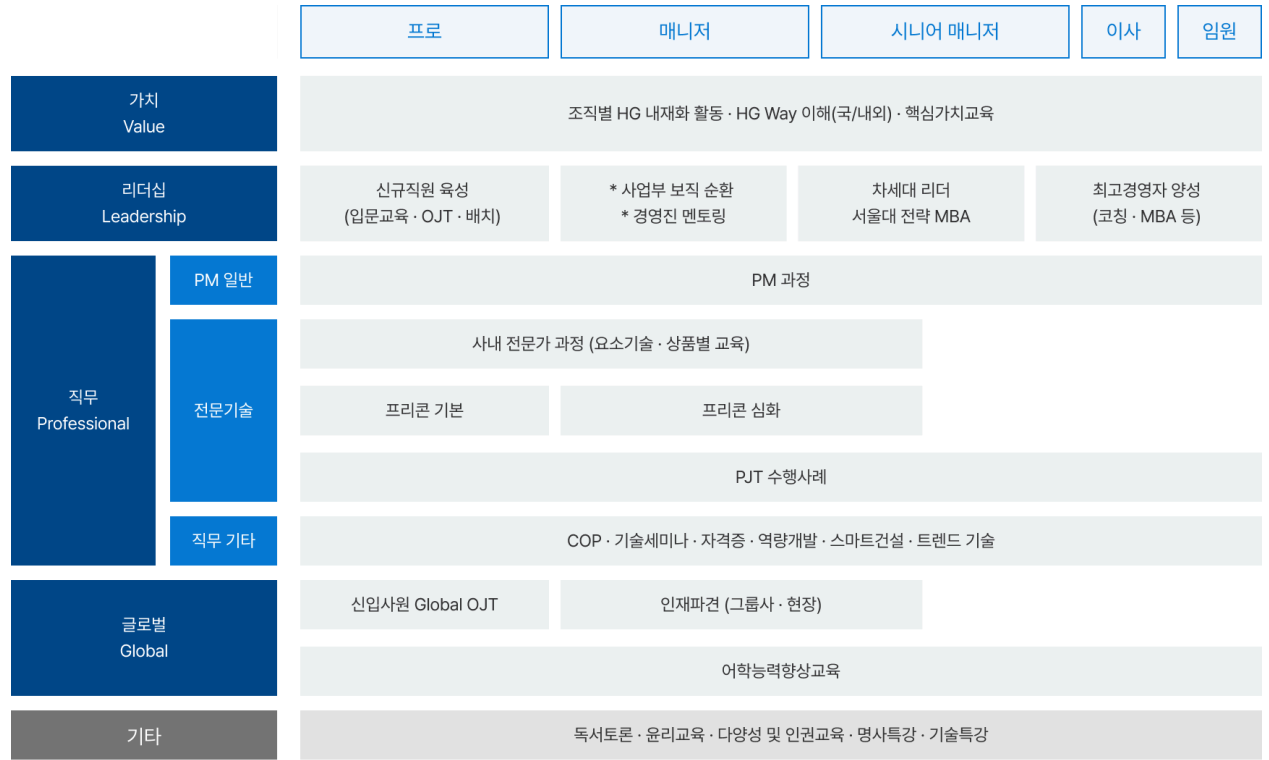 프로
매니저
시니어 매니저
이사
임원
가치
Value
조직별 HG 내재화 활동 · HG Way 이해(국/내외) · 핵심가치교육
리더십
Leadership
신규직원 육성
(입문교육 · OJT · 배치)
* 사업부 보직 순환
* 경영진 멘토링
차세대 리더
서울대 전략 MBA
최고경영자 양성
(코칭 · MBA 등)
직무
Professional
PM 일반
PM 과정
전문기술
사내 전문가 과정 (요소기술 · 상품별 교육)
프리콘 기본
프리콘 심화
PJT 수행사례
직무 기타
COP · 기술세미나 · 자격증 · 역량개발 · 스마트건설 · 트렌드 기술
글로벌
Global
신입사원 Global OJT
인재파견 (그룹사 · 현장)
어학능력향상교육
기타
독서토론 · 윤리교육 · 다양성 및 인권교육 · 명사특강 · 기술특강